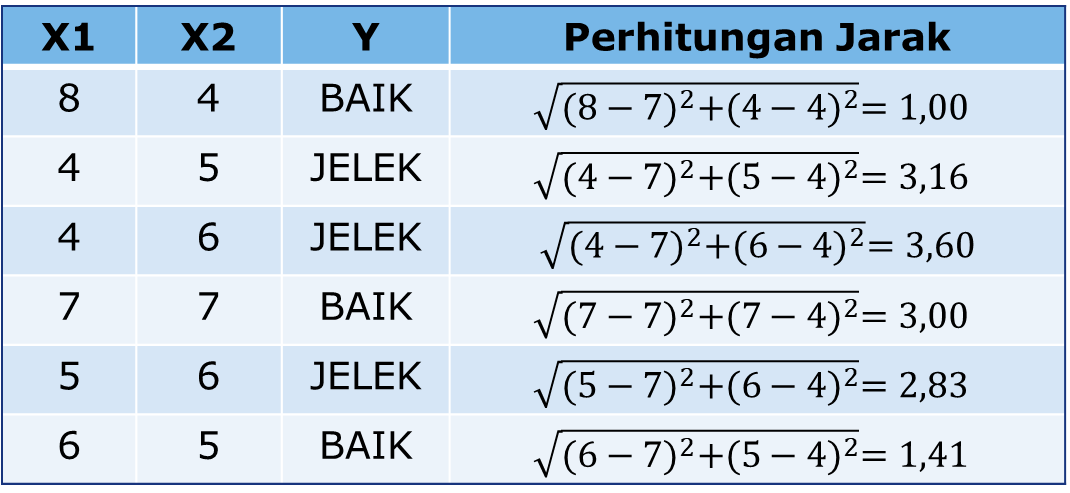 X1 X2 Y Perhitungan Jarak
8 4 BAIK √(8 − 7)²+(4 − 4)²= 1,00
4 5 JELEK √(4 − 7)²+(5 − 4)²= 3,16
4 6 JELEK √(4 − 7)²+(6 − 4)²= 3,60
7 7 BAIK √(7 − 7)²+(7 − 4)²= 3,00
5 6 JELEK √(5 − 7)²+(6 − 4)²= 2,83
6 5 BAIK √(6 − 7)²+(5 − 4)²= 1,41